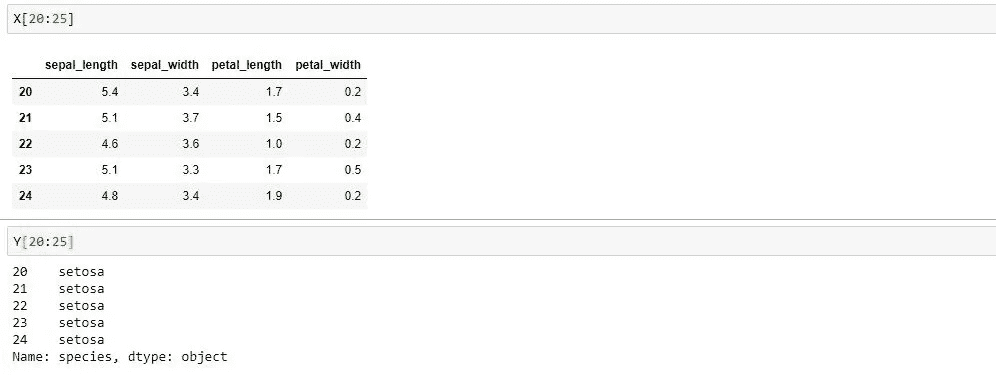 X[20:25]
sepal_length sepal_width petal_length petal_width
20 5.4 3.4 1.7 0.2
21 5.1 3.7 1.5 0.4
22 4.6 3.6 1.0 0.2
23 5.1 3.3 1.7 0.5
24 4.8 3.4 1.9 0.2
Y[20:25]
20 setosa
21 setosa
22 setosa
23 setosa
24 setosa
Name: species, dtype: object